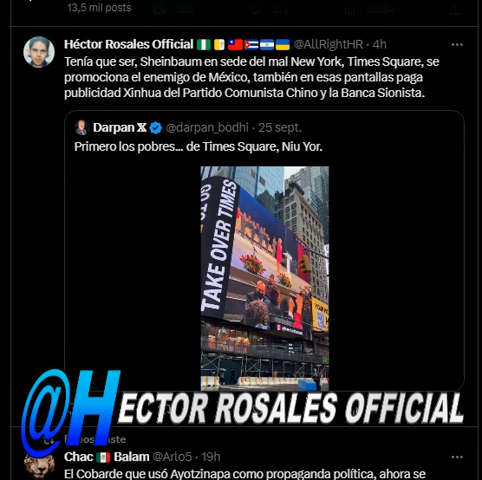 13,5 mil posts
Héctor Rosales Official @AllRightHR · 4h
Tenía que ser, Sheinbaum en sede del mal New York, Times Square, se
promociona el enemigo de México, también en esas pantallas paga
publicidad Xinhua del Partido Comunista Chino y la Banca Sionista.
Darpan X @darpan_bodhi · 25 sept.
Primero los pobres... de Times Square, Niu Yor.
TAKE OVER TIMES
@HECTOR ROSALES OFFICIAL
Chac Balam @Arlo5 · 19h
El Cobarde que usó Ayotzinapa como propaganda política, ahora se